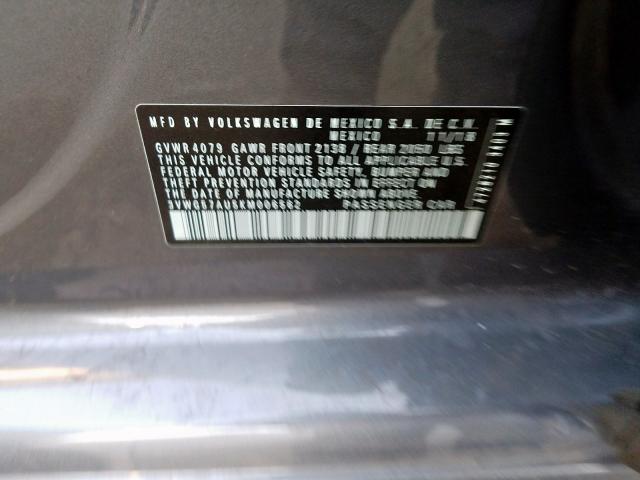 MFD BY VOLKSWAGEN DE MEXICO S.A. DE C.V.
MEXICO 11/15
GVWR 4079 GAWR FRONT 2138 / REAR 2050 LBS
THIS VEHICLE CONFORMS TO ALL APPLICABLE U.S.
FEDERAL MOTOR VEHICLE SAFETY, BUMPER AND
THEFT PREVENTION STANDARDS IN EFFECT ON
THE DATE OF MANUFACTURE SHOWN ABOVE.
PASSENGER CAR